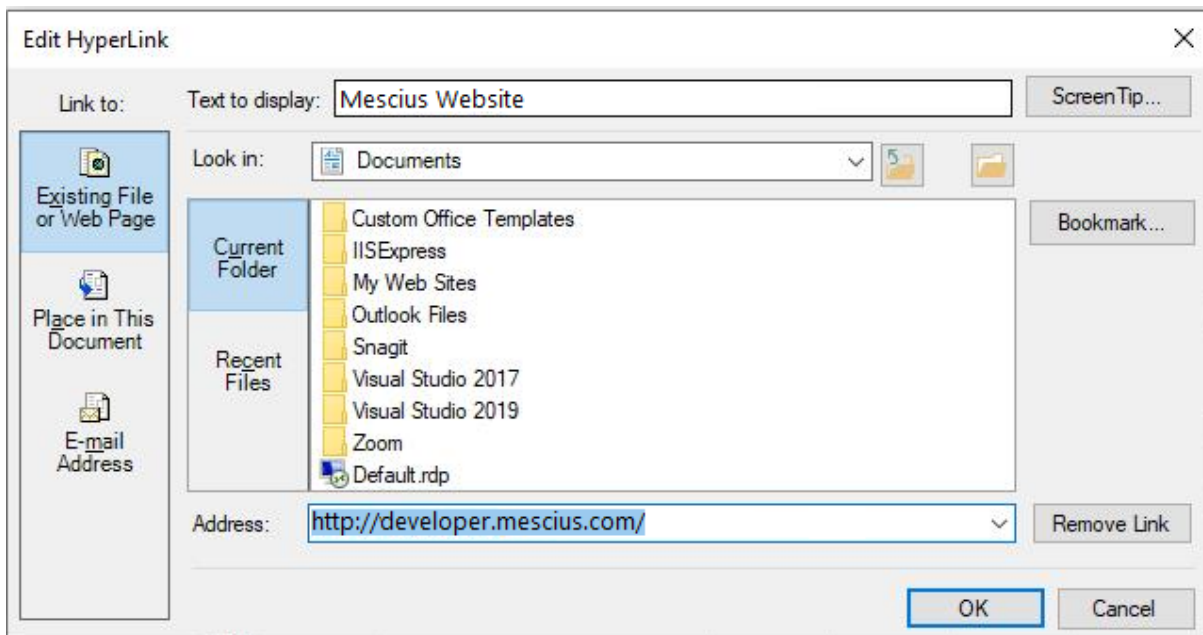 Edit HyperLink
Link to:
Text to display:
Mescius Website
ScreenTip...
Existing File
or Web Page
Place in This
Document
E-mail
Address
Look in:
Documents
Current
Folder
Recent
Files
Custom Office Templates
IISExpress
My Web Sites
Outlook Files
Snagit
Visual Studio 2017
Visual Studio 2019
Zoom
Default.rdp
Bookmark...
Address:
http://developer.mescius.com/
Remove Link
OK
Cancel